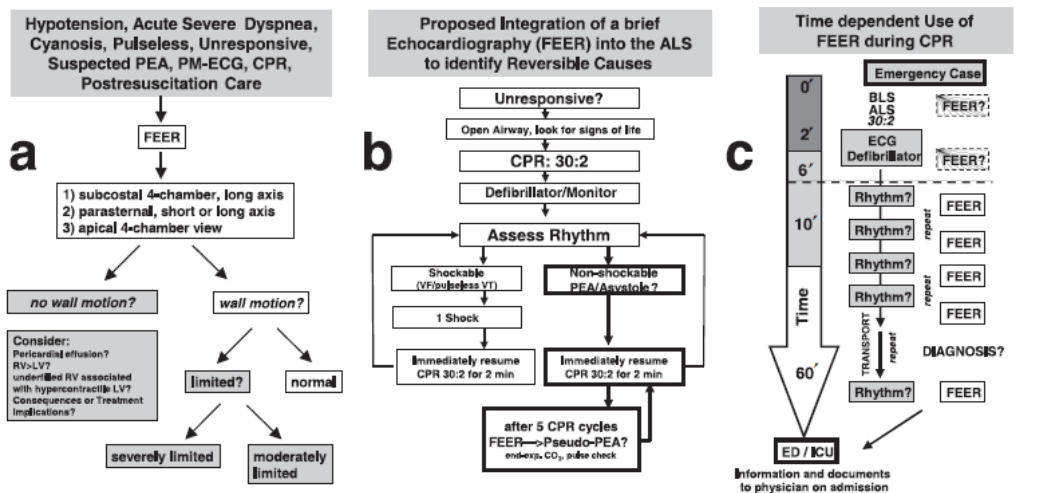 Hypotension, Acute Severe Dyspnea,
Cyanosis, Pulseless, Unresponsive,
Suspected PEA, PM-ECG, CPR,
Postresuscitation Care
FEER
a
1) subcostal 4-chamber, long axis
2) parasternal, short or long axis
3) apical 4-chamber view
no wall motion?
wall motion?
Consider:
Pericardial effusion?
RV>LV?
underfilled RV associated
with hypercontractile LV?
Consequences or Treatment
Implications?
limited?
normal
severely limited
moderately
limited
Proposed Integration of a brief
Echocardiography (FEER) into the ALS
to identify Reversible Causes
b
Unresponsive?
Open Airway, look for signs of life
CPR: 30:2
Defibrillator/Monitor
Assess Rhythm
Shockable
(VF/pulseless VT)
1 Shock
Immediately resume
CPR 30:2 for 2 min
Non-shockable
PEA/Asystole?
Immediately resume
CPR 30:2 for 2 min
after 5 CPR cycles
FEER—>Pseudo-PEA?
end-exp. CO₂, pulse check
Time dependent Use of
FEER during CPR
c
0′
2′
6′
10′
Time
60′
Emergency Case
BLS
ALS
30:2
FEER?
ECG
Defibrillator
FEER?
Rhythm?
FEER
repeat
Rhythm?
FEER
Rhythm?
FEER
repeat
Rhythm?
FEER
TRANSPORT
repeat
DIAGNOSIS?
Rhythm?
FEER
ED / ICU
Information and documents
to physician on admission